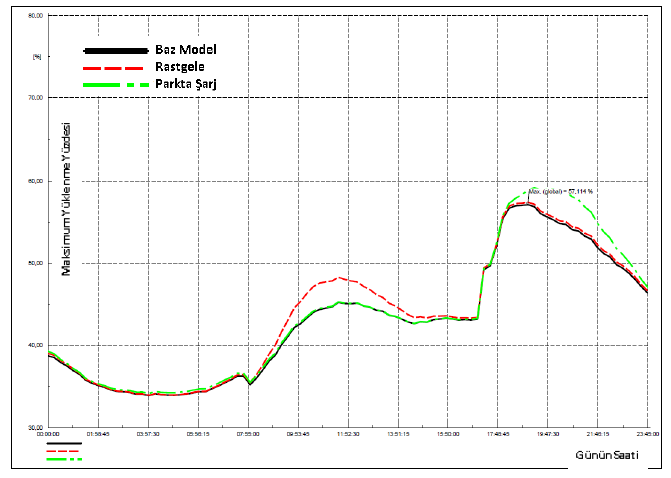 80,00
(%)
Baz Model
Rastgele
Parkta Şarj
70,00
Maksimum Yüklenme Yüzdesi
60,00
Max. (global) = 57,114 %
50,00
40,00
30,00
00:00:00 01:58:45 03:57:30 05:56:15 07:55:00 09:53:45 11:52:30 13:51:15 15:50:00 17:48:45 19:47:30 21:46:15 23:45:00
Günün Saati